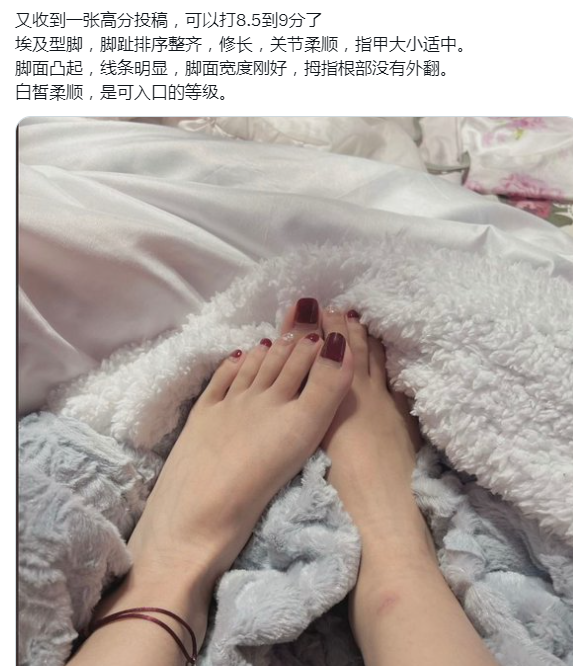 又收到一张高分投稿，可以打8.5到9分了
埃及型脚，脚趾排序整齐，修长，关节柔顺，指甲大小适中。
脚面凸起，线条明显，脚面宽度刚好，拇指根部没有外翻。
白皙柔顺，是可入口的等级。